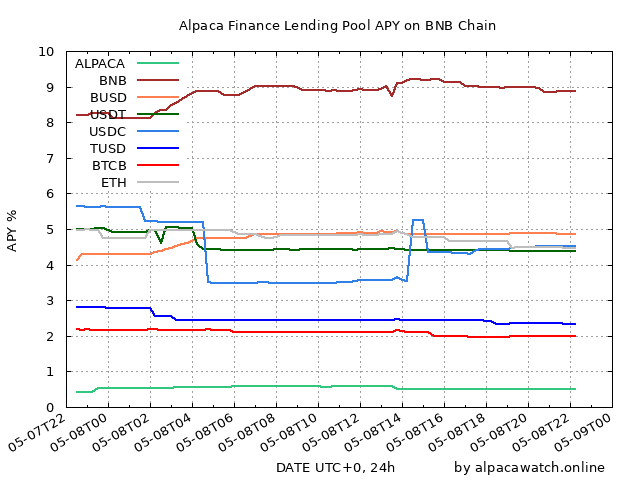 Alpaca Finance Lending Pool APY on BNB Chain
10
9
8
7
6
5
4
3
2
1
0
APY %
ALPACA
BNB
BUSD
USDT
USDC
TUSD
BTCB
ETH
05-07T22
05-08T00
05-08T02
05-08T04
05-08T06
05-08T08
05-08T10
05-08T12
05-08T14
05-08T16
05-08T18
05-08T20
05-08T22
05-09T00
DATE UTC+0, 24h
by alpacawatch.online